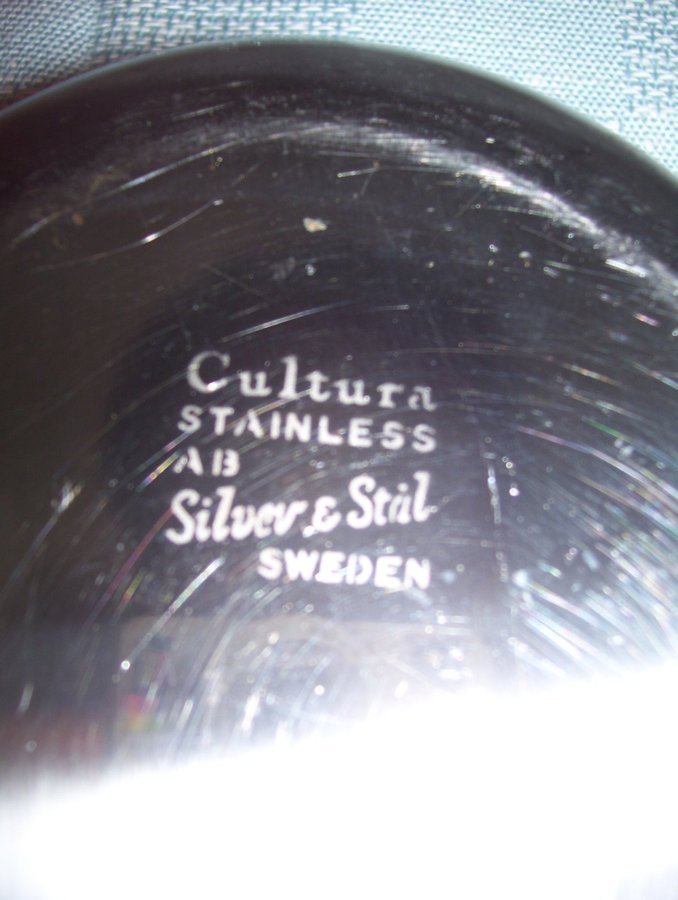 Cultura
STAINLESS
AB
Silver & Stål
SWEDEN